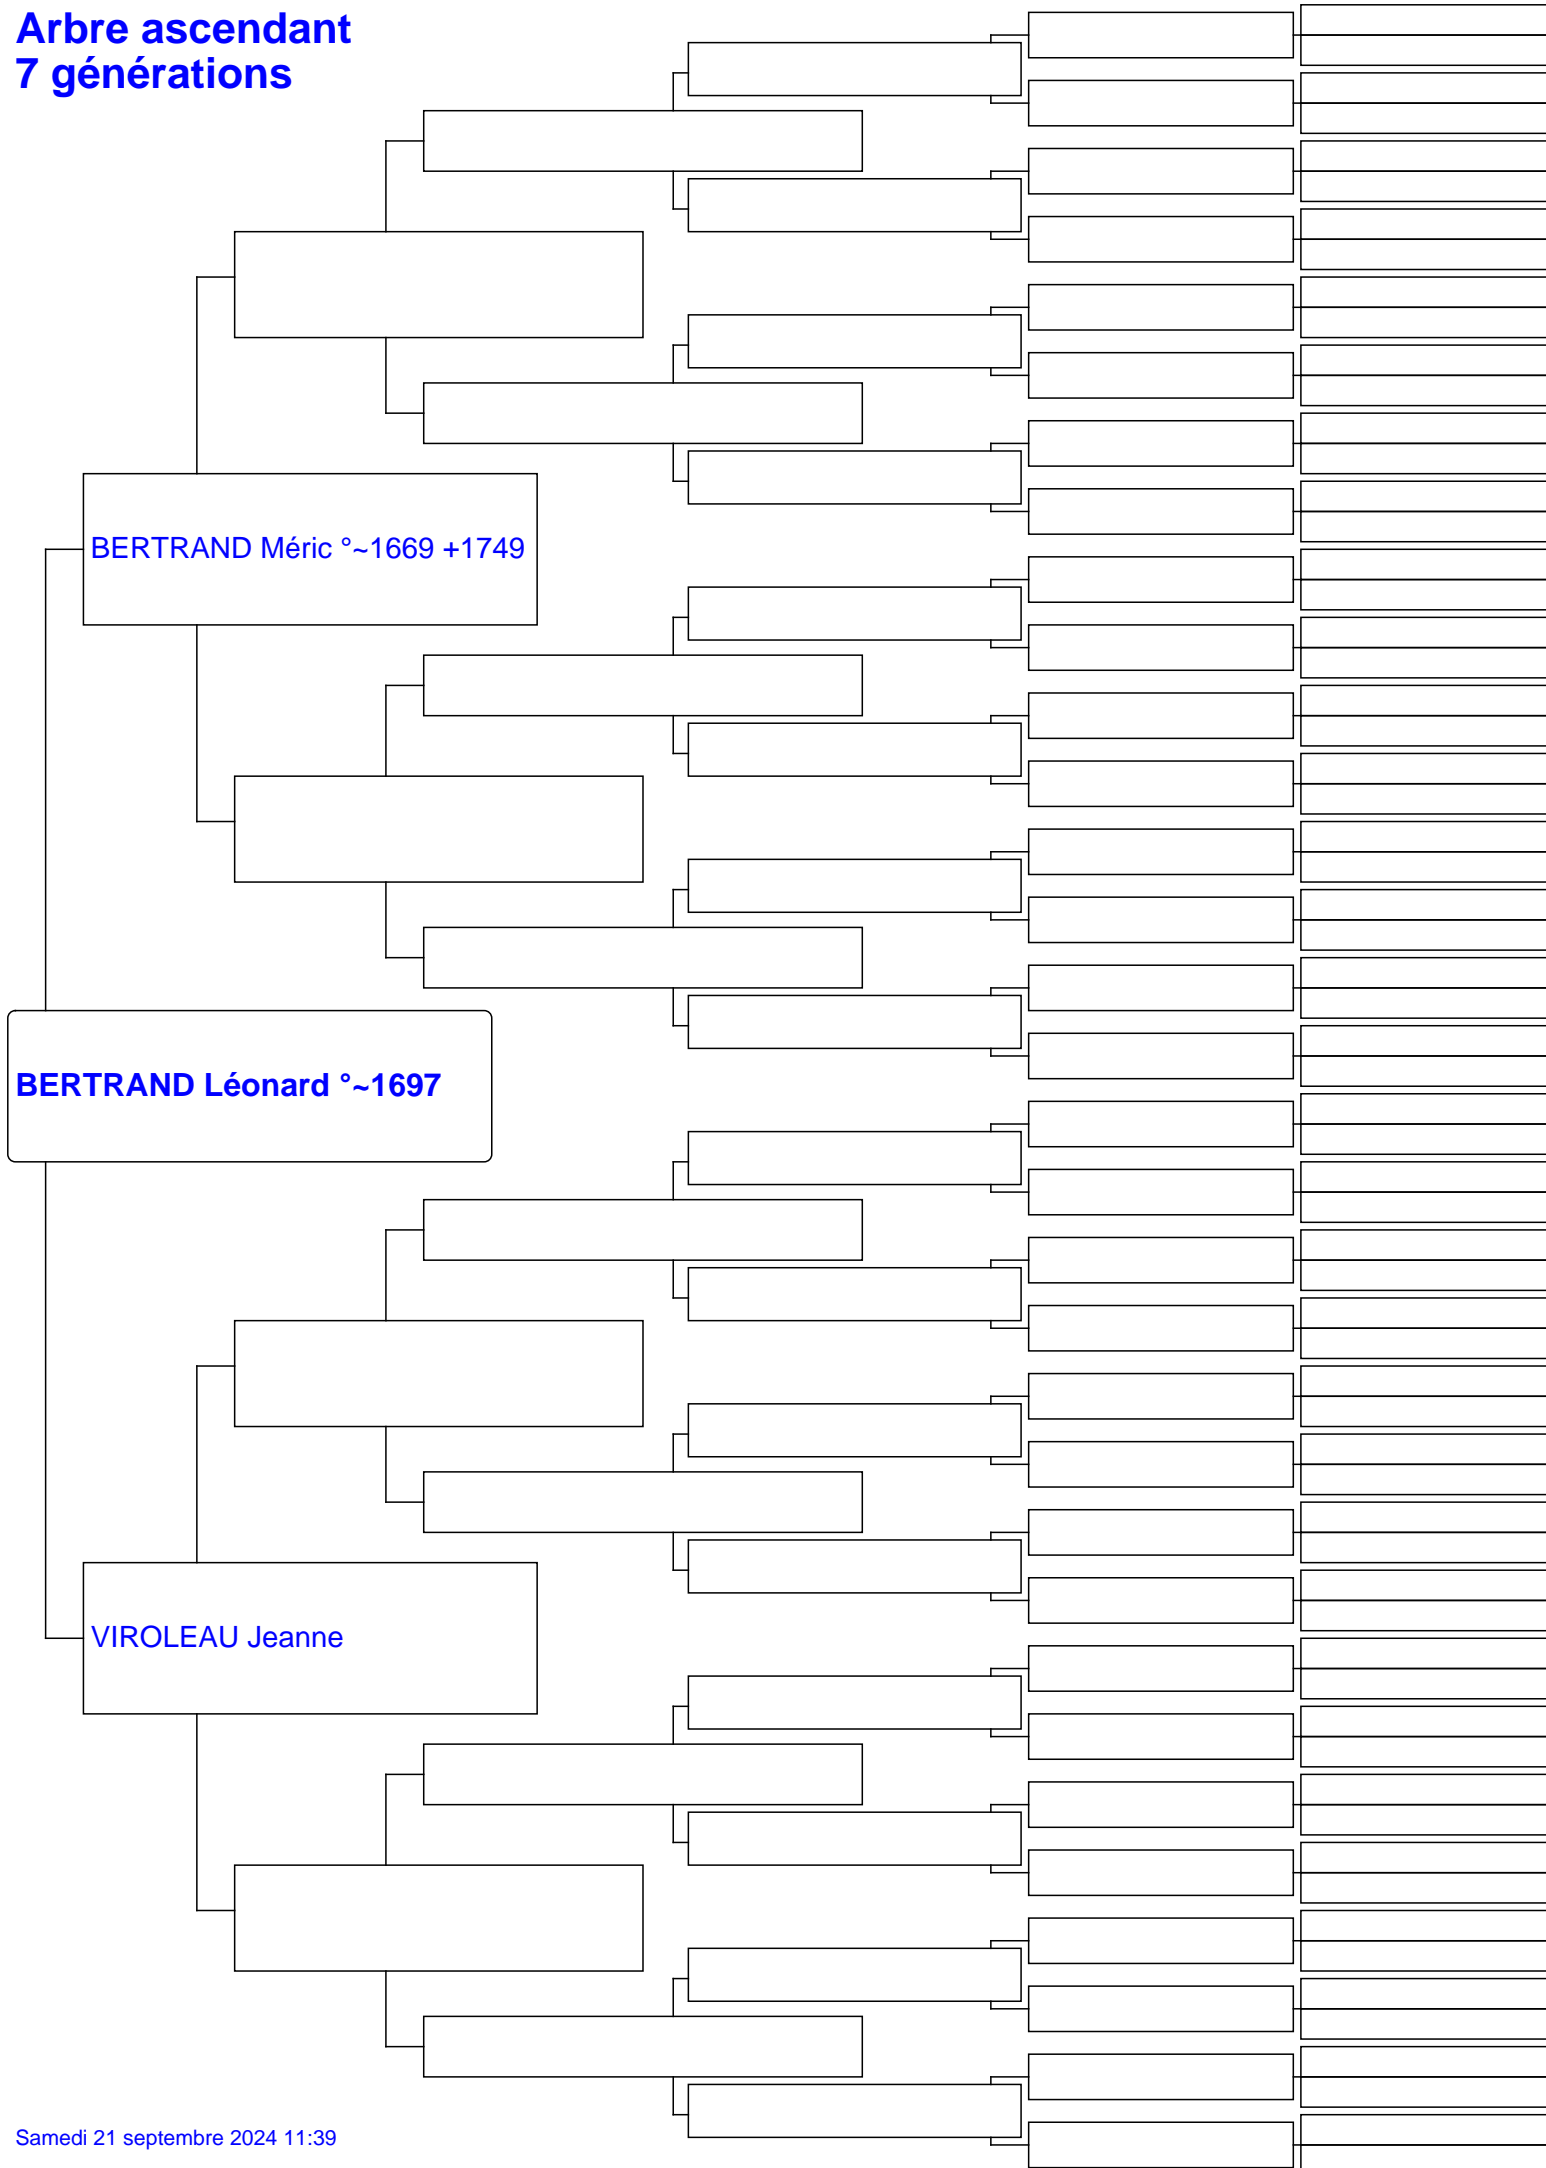 Arbre ascendant
7 générations
BERTRAND Méric °~1669 +1749
BERTRAND Léonard °~1697
VIROLEAU Jeanne
Samedi 21 septembre 2024 11:39